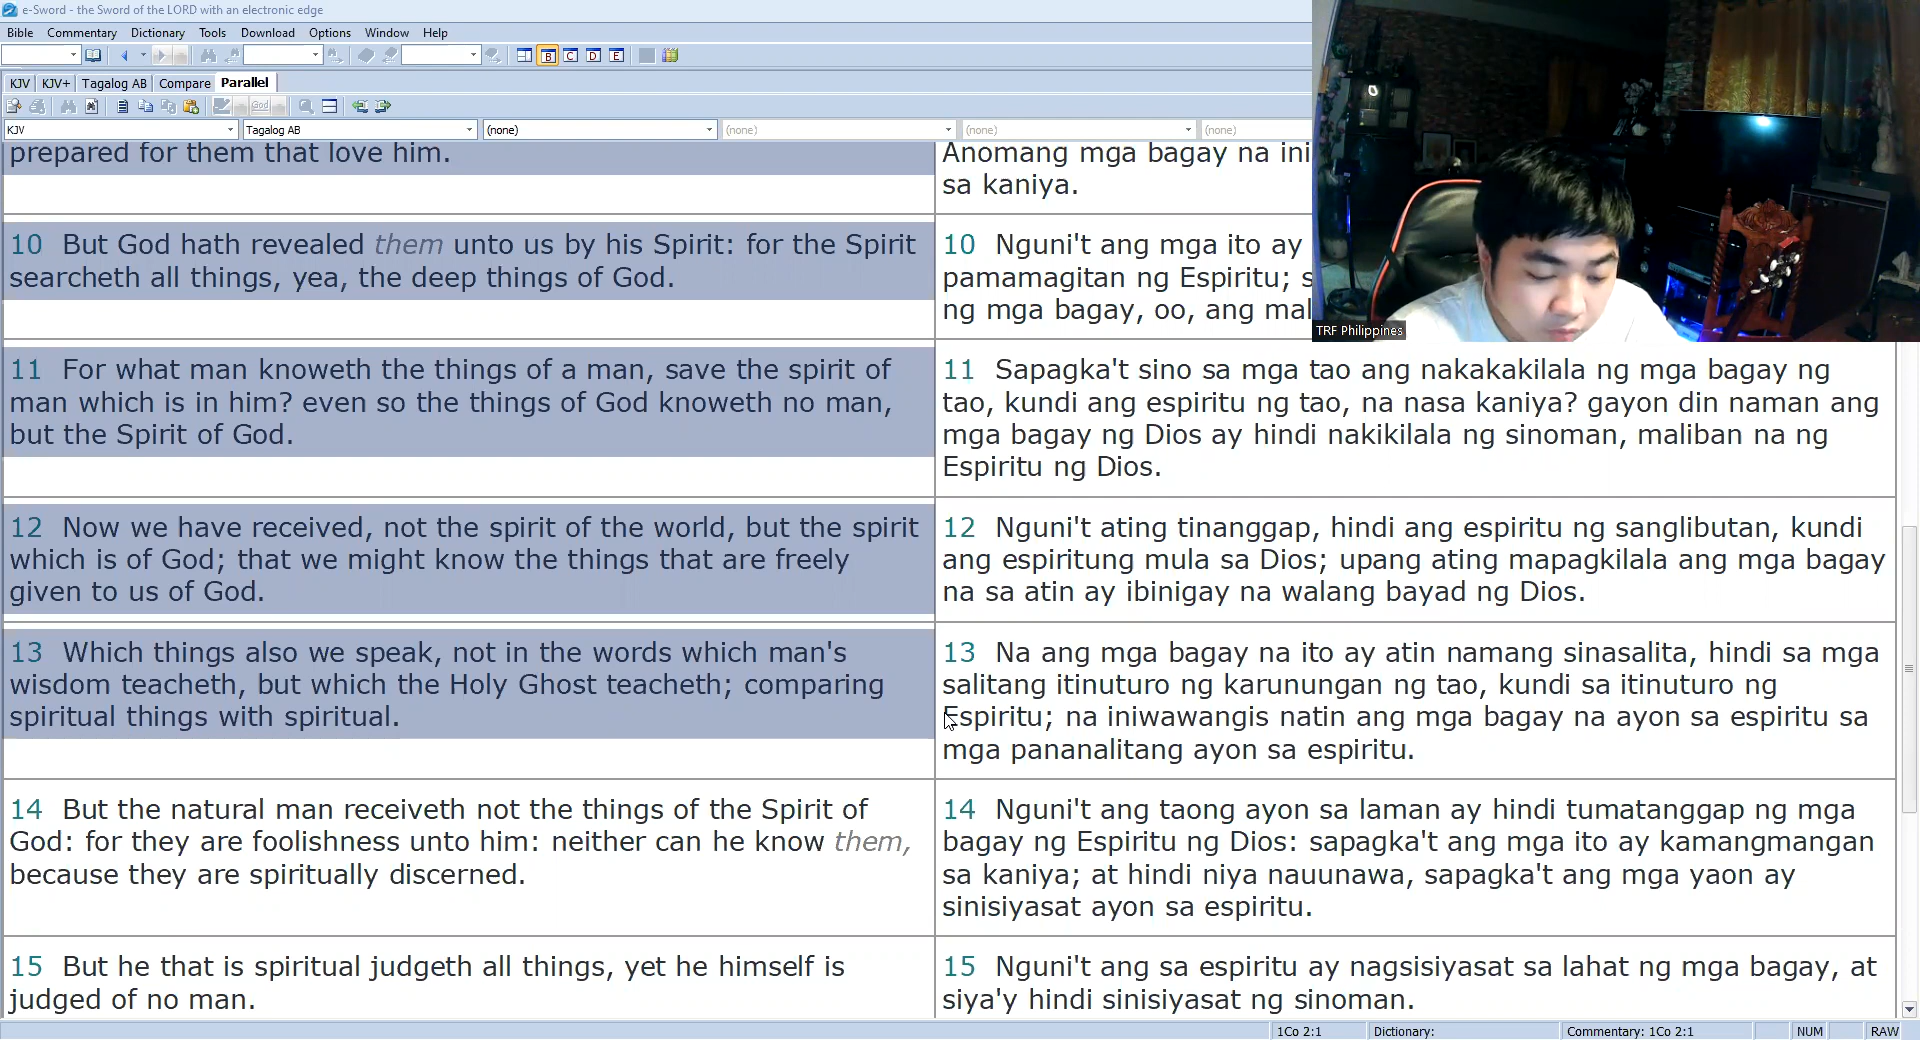 e-Sword - the Sword of the LORD with an electronic edge
Bible Commentary Dictionary Tools Options Download Window Help
B C D E
KJV KJV+ Tagalog AB Compare Parallel
God
KJV Tagalog AB (none) (none) (none) (none)
prepared for them that love him.
10 But God hath revealed them unto us by his Spirit: for the Spirit
searcheth all things, yea, the deep things of God.
11 For what man knoweth the things of a man, save the spirit of
man which is in him? even so the things of God knoweth no man,
but the Spirit of God.
12 Now we have received, not the spirit of the world, but the spirit
which is of God; that we might know the things that are freely
given to us of God.
13 Which things also we speak, not in the words which man's
wisdom teacheth, but which the Holy Ghost teacheth; comparing
spiritual things with spiritual.
14 But the natural man receiveth not the things of the Spirit of
God: for they are foolishness unto him: neither can he know them,
because they are spiritually discerned.
15 But he that is spiritual judgeth all things, yet he himself is
judged of no man.
Anomang mga bagay na ini
sa kaniya.
10 Nguni't ang mga ito ay
pamamagitan ng Espiritu; s
ng mga bagay, oo, ang mal
11 Sapagka't sino sa mga tao ang nakakakilala ng mga bagay ng
tao, kundi ang espiritu ng tao, na nasa kaniya? gayon din naman ang
mga bagay ng Dios ay hindi nakikilala ng sinoman, maliban na ng
Espiritu ng Dios.
12 Nguni't ating tinanggap, hindi ang espiritu ng sanglibutan, kundi
ang espiritung mula sa Dios; upang ating mapagkilala ang mga bagay
na sa atin ay ibinigay na walang bayad ng Dios.
13 Na ang mga bagay na ito ay atin namang sinasalita, hindi sa mga
salitang itinuturo ng karunungan ng tao, kundi sa itinuturo ng
Espiritu; na iniwawangis natin ang mga bagay na ayon sa espiritu sa
mga pananalitang ayon sa espiritu.
14 Nguni't ang taong ayon sa laman ay hindi tumatanggap ng mga
bagay ng Espiritu ng Dios: sapagka't ang mga ito ay kamangmangan
sa kaniya; at hindi niya nauunawa, sapagka't ang mga yaon ay
sinisiyasat ayon sa espiritu.
15 Nguni't ang sa espiritu ay nagsisiyasat sa lahat ng mga bagay, at
siya'y hindi sinisiyasat ng sinoman.
TRF Philippines
1Co 2:1 Dictionary: Commentary: 1Co 2:1 NUM RAW